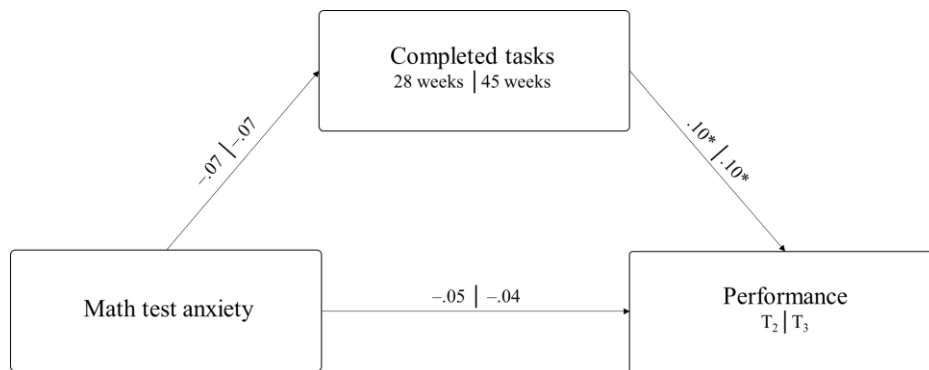 Completed tasks
28 weeks | 45 weeks
–.07 | –.07
.10* | .10*
Math test anxiety
–.05 | –.04
Performance
T₂ | T₃